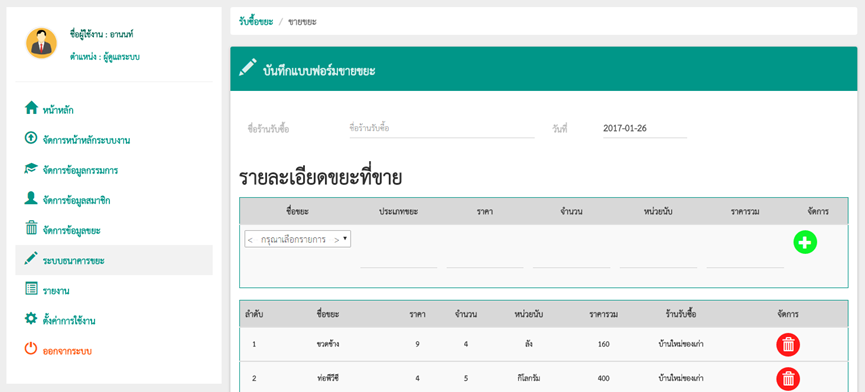 ชื่อผู้ใช้งาน : อานนท์
ตำแหน่ง : ผู้ดูแลระบบ
หน้าหลัก
จัดการหน้าหลักระบบงาน
จัดการข้อมูลกรรมการ
จัดการข้อมูลสมาชิก
จัดการข้อมูลขยะ
ระบบธนาคารขยะ
รายงาน
ตั้งค่าการใช้งาน
ออกจากระบบ
รับซื้อขยะ / ขายขยะ
บันทึกแบบฟอร์มขายขยะ
ชื่อร้านรับซื้อ ชื่อร้านรับซื้อ วันที่ 2017-01-26
รายละเอียดขยะที่ขาย
ชื่อขยะ ประเภทขยะ ราคา จำนวน หน่วยนับ ราคารวม จัดการ
< กรุณาเลือกรายการ >
ลำดับ ชื่อขยะ ราคา จำนวน หน่วยนับ ราคารวม ร้านรับซื้อ จัดการ
1 ขวดช้าง 9 4 ลัง 160 บ้านใหม่ของเก่า
2 ท่อพีวีซี 4 5 กิโลกรัม 400 บ้านใหม่ของเก่า